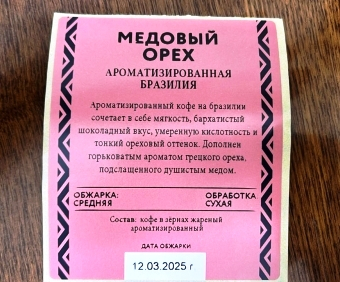 МЕДОВЫЙ
ОРЕХ
АРОМАТИЗИРОВАННАЯ
БРАЗИЛИЯ
Ароматизированный кофе на бразилии
сочетает в себе мягкость, бархатистый
шоколадный вкус, умеренную кислотность и
тонкий ореховый оттенок. Дополнен
горьковатым ароматом грецкого ореха,
подслащенного душистым медом.
ОБЖАРКА: ОБРАБОТКА
СРЕДНЯЯ СУХАЯ
Состав: кофе в зёрнах жареный
ароматизированный
ДАТА ОБЖАРКИ
12.03.2025 г